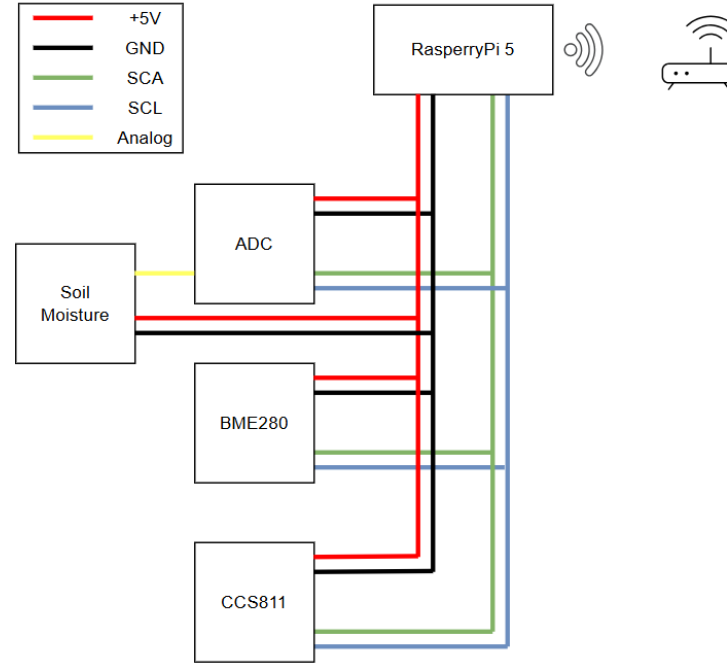 +5V
GND
SCA
SCL
Analog
RasperryPi 5
ADC
Soil
Moisture
BME280
CCS811